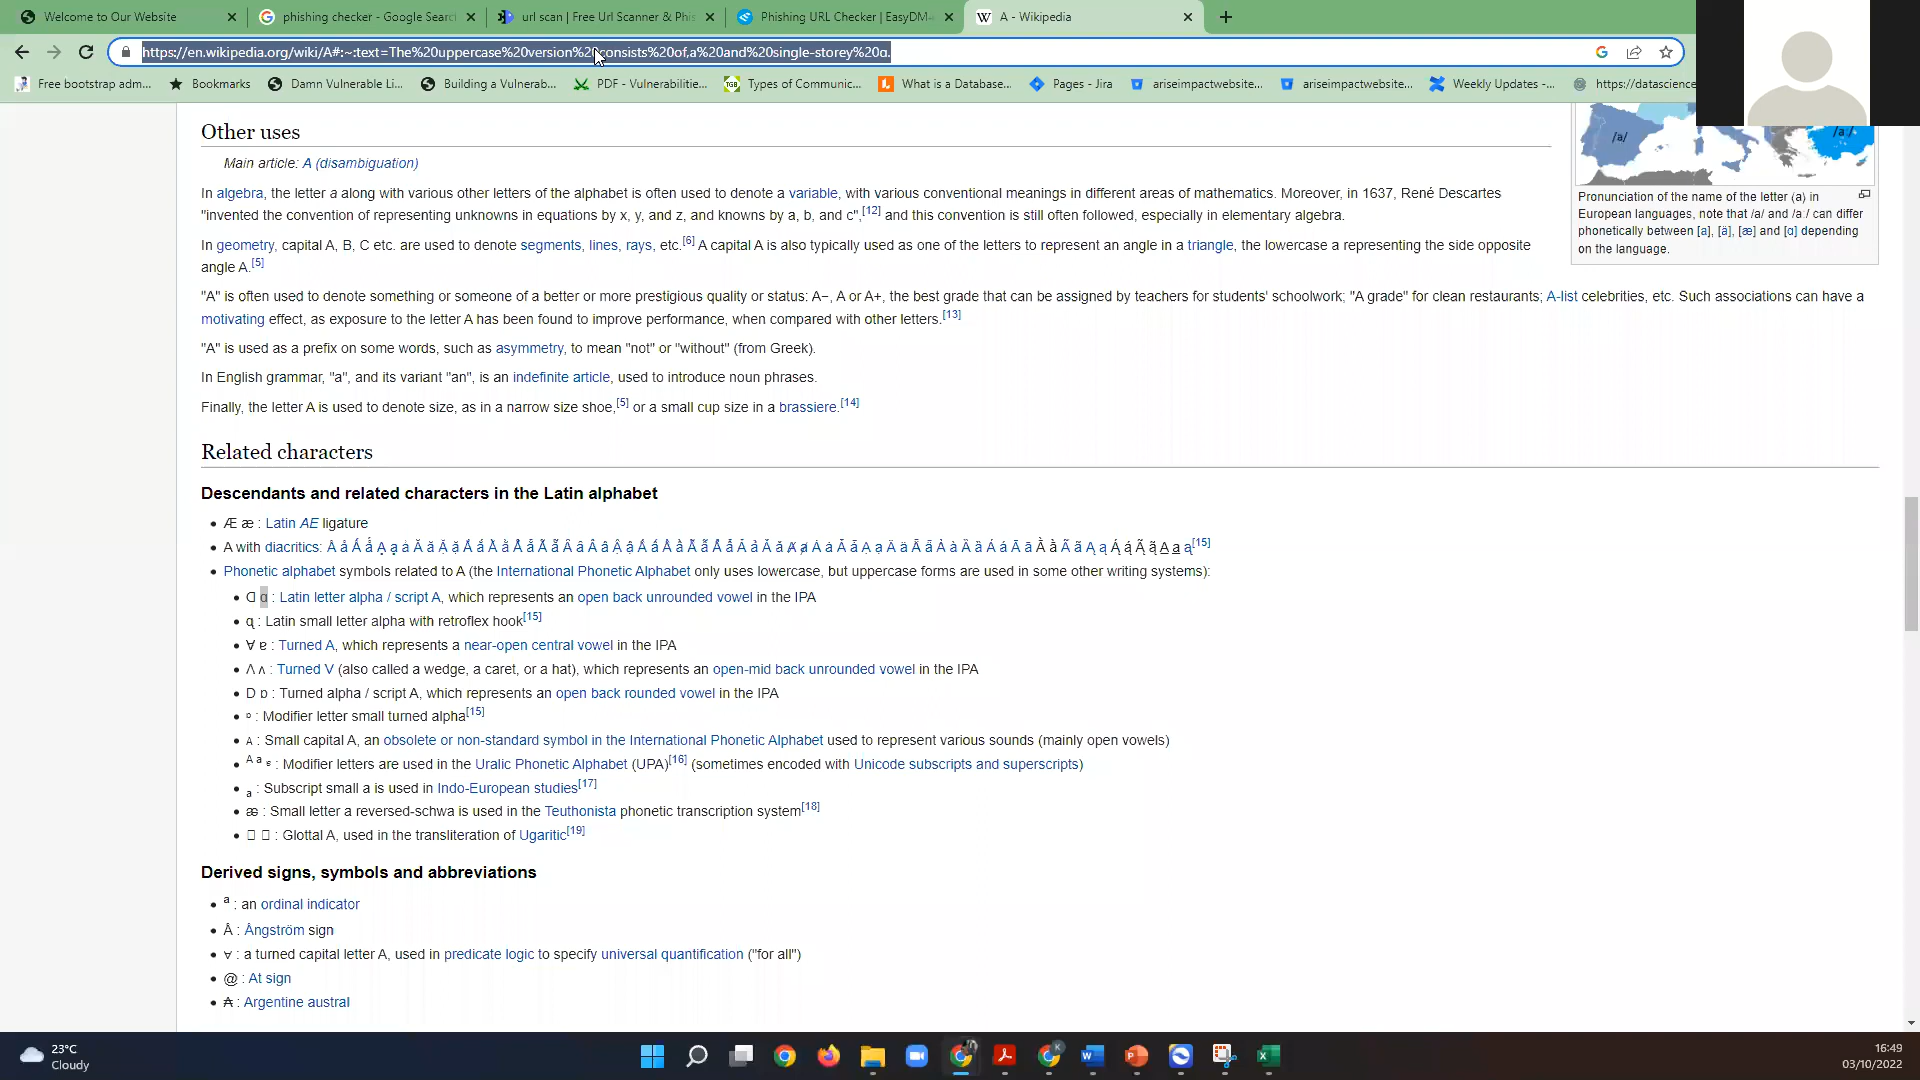 Welcome to Our Website
phishing checker - Google Searc
url scan | Free Url Scanner & Phis
Phishing URL Checker | EasyDMA
A - Wikipedia
https://en.wikipedia.org/wiki/A#:~:text=The%20uppercase%20version%20consists%20of,a%20and%20single-storey%20ɑ.
Free bootstrap adm...
Bookmarks
Damn Vulnerable Li...
Building a Vulnerab...
PDF - Vulnerabilitie...
Types of Communic...
What is a Database...
Pages - Jira
ariseimpactwebsite...
ariseimpactwebsite...
Weekly Updates -...
https://datascience
Other uses
Main article: A (disambiguation)
In algebra, the letter a along with various other letters of the alphabet is often used to denote a variable, with various conventional meanings in different areas of mathematics. Moreover, in 1637, René Descartes
"invented the convention of representing unknowns in equations by x, y, and z, and knowns by a, b, and c",[12] and this convention is still often followed, especially in elementary algebra.
In geometry, capital A, B, C etc. are used to denote segments, lines, rays, etc.[6] A capital A is also typically used as one of the letters to represent an angle in a triangle, the lowercase a representing the side opposite
angle A.[5]
"A" is often used to denote something or someone of a better or more prestigious quality or status: A−, A or A+, the best grade that can be assigned by teachers for students' schoolwork; "A grade" for clean restaurants; A-list celebrities, etc. Such associations can have a
motivating effect, as exposure to the letter A has been found to improve performance, when compared with other letters.[13]
"A" is used as a prefix on some words, such as asymmetry, to mean "not" or "without" (from Greek).
In English grammar, "a", and its variant "an", is an indefinite article, used to introduce noun phrases.
Finally, the letter A is used to denote size, as in a narrow size shoe,[5] or a small cup size in a brassiere.[14]
/a/
/aː/
Pronunciation of the name of the letter ⟨a⟩ in
European languages, note that /a/ and /aː/ can differ
phonetically between [a], [ä], [æ] and [ɑ] depending
on the language.
Related characters
Descendants and related characters in the Latin alphabet
Æ æ : Latin AE ligature
A with diacritics:
[15]
Phonetic alphabet symbols related to A (the International Phonetic Alphabet only uses lowercase, but uppercase forms are used in some other writing systems):
Ɑ ɑ : Latin letter alpha / script A, which represents an open back unrounded vowel in the IPA
ᶐ : Latin small letter alpha with retroflex hook[15]
Ɐ ɐ : Turned A, which represents a near-open central vowel in the IPA
Λ ʌ : Turned V (also called a wedge, a caret, or a hat), which represents an open-mid back unrounded vowel in the IPA
Ɒ ɒ : Turned alpha / script A, which represents an open back rounded vowel in the IPA
ᶛ : Modifier letter small turned alpha[15]
ᴀ : Small capital A, an obsolete or non-standard symbol in the International Phonetic Alphabet used to represent various sounds (mainly open vowels)
ᴬ ᵃ ᵄ : Modifier letters are used in the Uralic Phonetic Alphabet (UPA)[16] (sometimes encoded with Unicode subscripts and superscripts)
ₐ : Subscript small a is used in Indo-European studies[17]
ꬱ : Small letter a reversed-schwa is used in the Teuthonista phonetic transcription system[18]
: Glottal A, used in the transliteration of Ugaritic[19]
Derived signs, symbols and abbreviations
ª : an ordinal indicator
Å : Ångström sign
∀ : a turned capital letter A, used in predicate logic to specify universal quantification ("for all")
@ : At sign
₳ : Argentine austral
23°C
Cloudy
16:49
03/10/2022